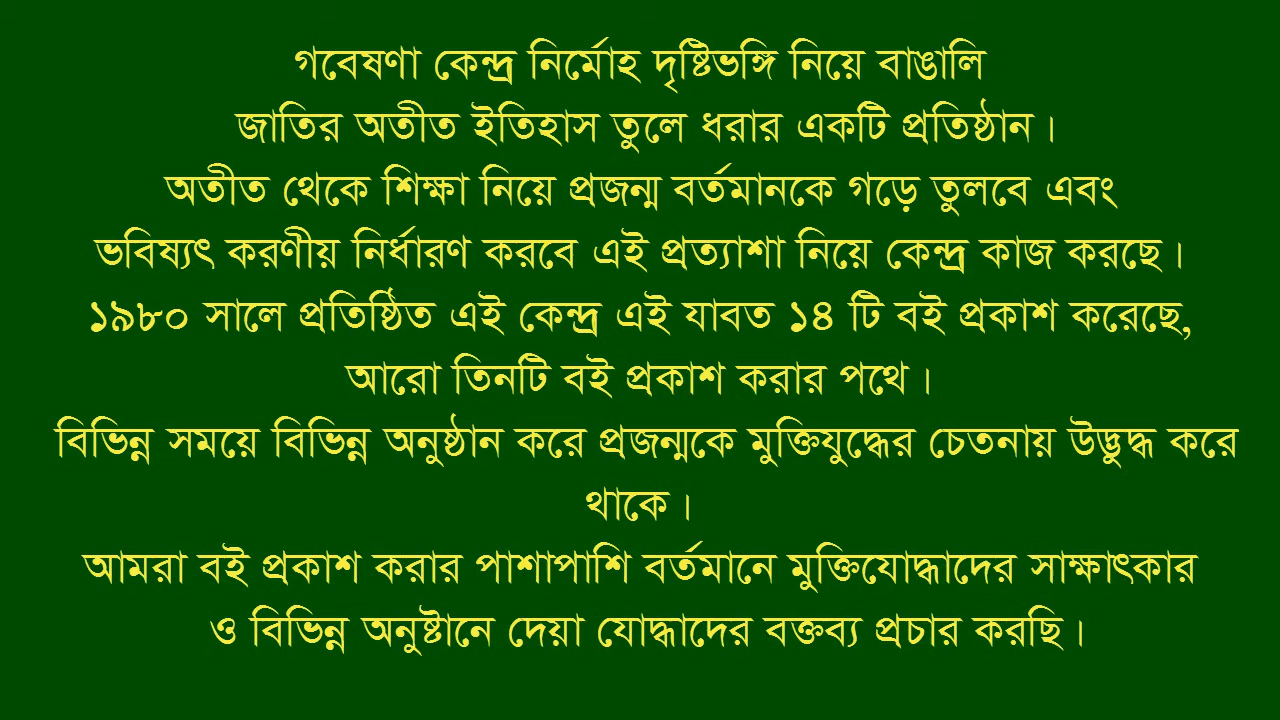 গবেষণা কেন্দ্র নির্মোহ দৃষ্টিভঙ্গি নিয়ে বাঙালি
জাতির অতীত ইতিহাস তুলে ধরার একটি প্রতিষ্ঠান।
অতীত থেকে শিক্ষা নিয়ে প্রজন্ম বর্তমানকে গড়ে তুলবে এবং
ভবিষ্যৎ করণীয় নির্ধারণ করবে এই প্রত্যাশা নিয়ে কেন্দ্র কাজ করছে।
১৯৮০ সালে প্রতিষ্ঠিত এই কেন্দ্র এই যাবত ১৪ টি বই প্রকাশ করেছে,
আরো তিনটি বই প্রকাশ করার পথে।
বিভিন্ন সময়ে বিভিন্ন অনুষ্ঠান করে প্রজন্মকে মুক্তিযুদ্ধের চেতনায় উদ্ভুদ্ধ করে
থাকে।
আমরা বই প্রকাশ করার পাশাপাশি বর্তমানে মুক্তিযোদ্ধাদের সাক্ষাৎকার
ও বিভিন্ন অনুষ্টানে দেয়া যোদ্ধাদের বক্তব্য প্রচার করছি।